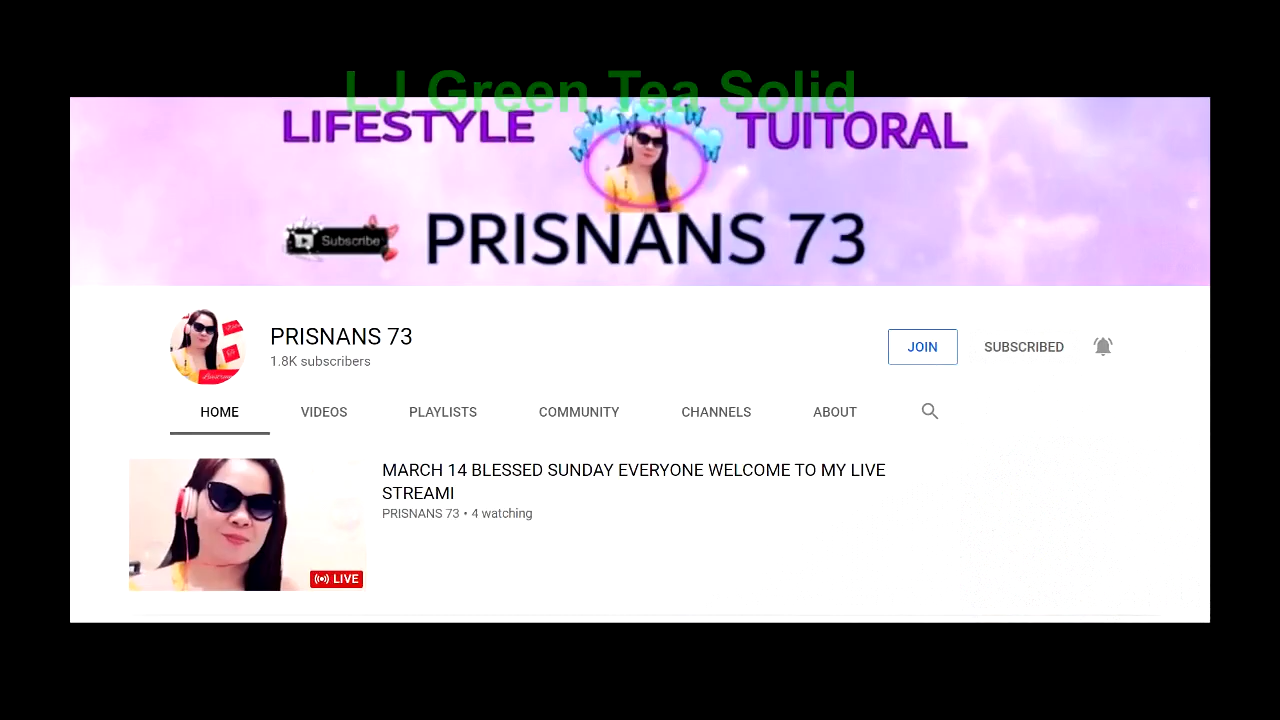 LJ Green Tea Solid
LIFESTYLE TUITORAL
Subscribe PRISNANS 73
PRISNANS 73
1.8K subscribers
JOIN SUBSCRIBED
HOME VIDEOS PLAYLISTS COMMUNITY CHANNELS ABOUT
MARCH 14 BLESSED SUNDAY EVERYONE WELCOME TO MY LIVE
STREAMI
PRISNANS 73 • 4 watching
LIVE